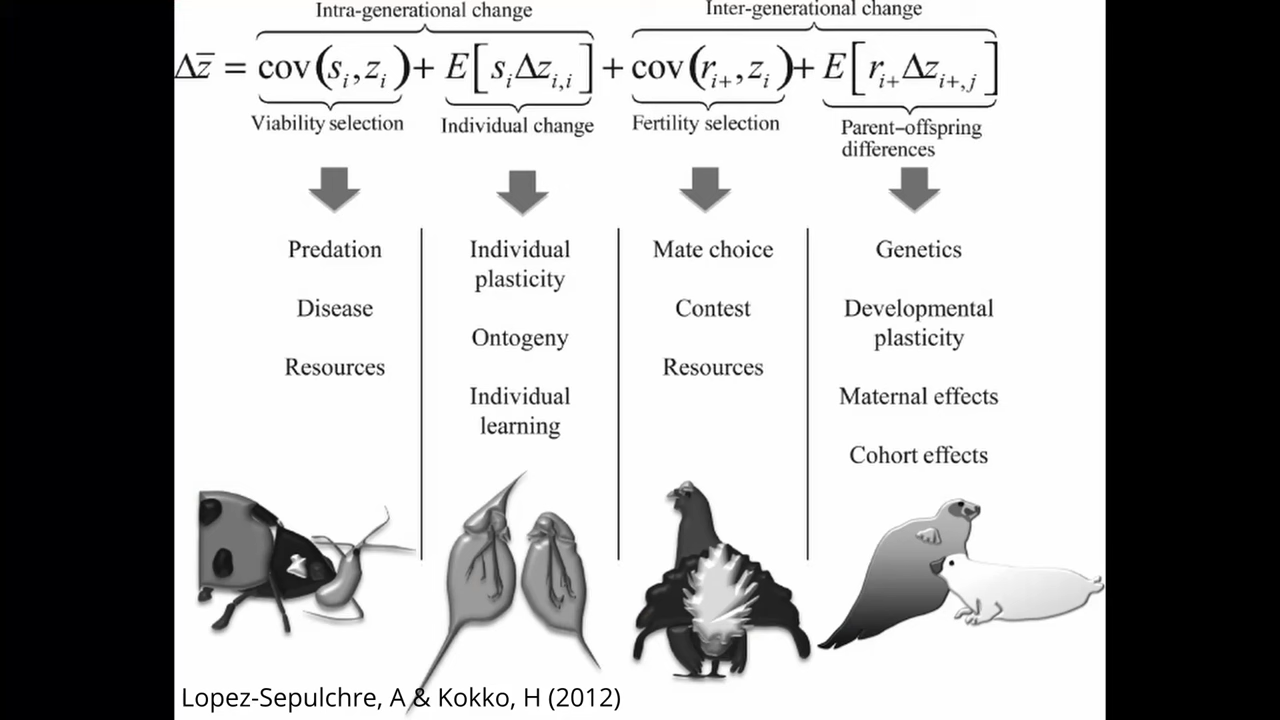 Intra-generational change
Inter-generational change
Δz̅ = cov(sᵢ, zᵢ) + E[sᵢΔzᵢ,ᵢ] + cov(rᵢ₊, zᵢ) + E[rᵢ₊Δzᵢ₊,ⱼ]
Viability selection
Individual change
Fertility selection
Parent–offspring
differences
Predation
Disease
Resources
Individual
plasticity
Ontogeny
Individual
learning
Mate choice
Contest
Resources
Genetics
Developmental
plasticity
Maternal effects
Cohort effects
Lopez-Sepulchre, A & Kokko, H (2012)